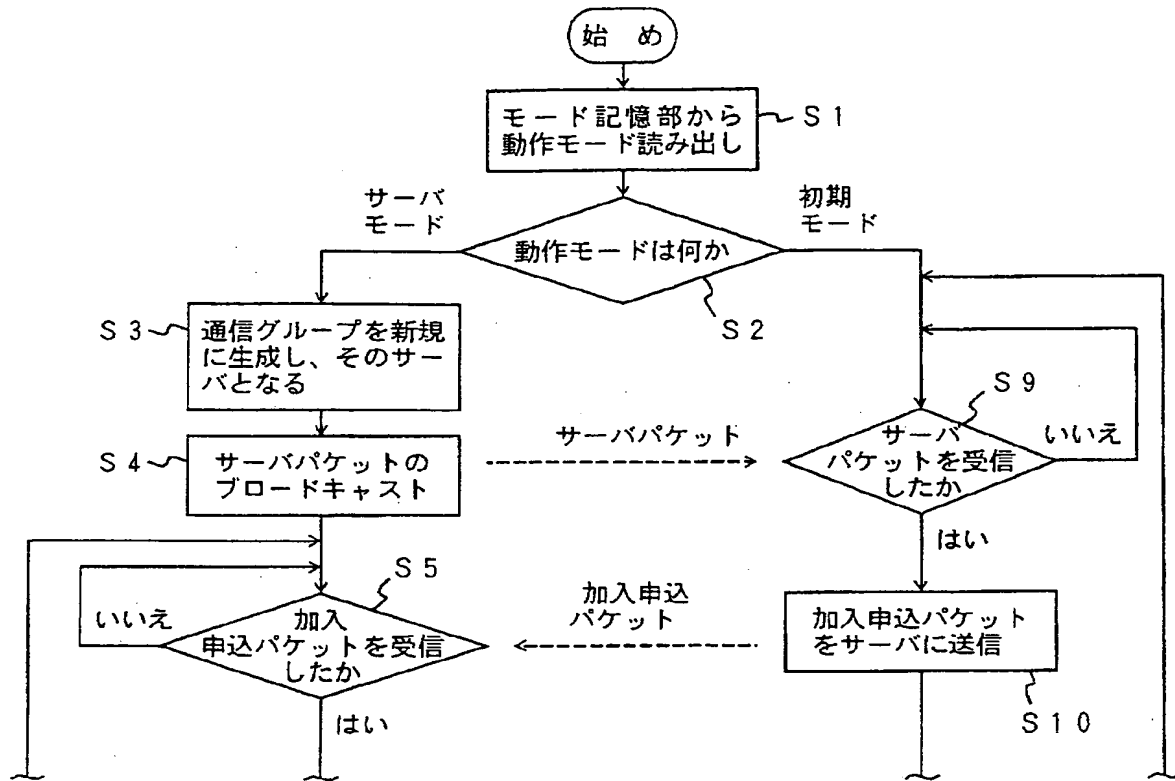 始 め
モード記憶部から
動作モード読み出し
S1
サーバ
モード
初期
モード
動作モードは何か
S2
S3
通信グループを新規
に生成し、そのサー
バとなる
S4
サーバパケットの
ブロードキャスト
サーバパケット
S9
サーバ
パケットを受信
したか
いいえ
はい
S5
いいえ
加入
申込パケットを受信
したか
はい
加入申込
パケット
加入申込パケット
をサーバに送信
S10